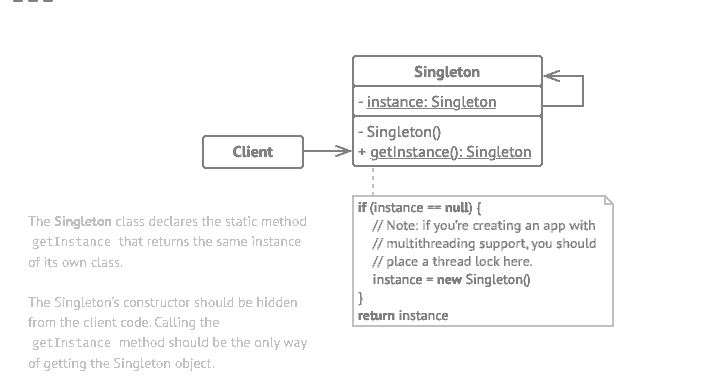 Singleton
- instance: Singleton
- Singleton()
+ getInstance(): Singleton
Client
if (instance == null) {
// Note: if you're creating an app with
// multithreading support, you should
// place a thread lock here.
instance = new Singleton()
}
return instance
The Singleton class declares the static method
getInstance that returns the same instance
of its own class.
The Singleton's constructor should be hidden
from the client code. Calling the
getInstance method should be the only way
of getting the Singleton object.